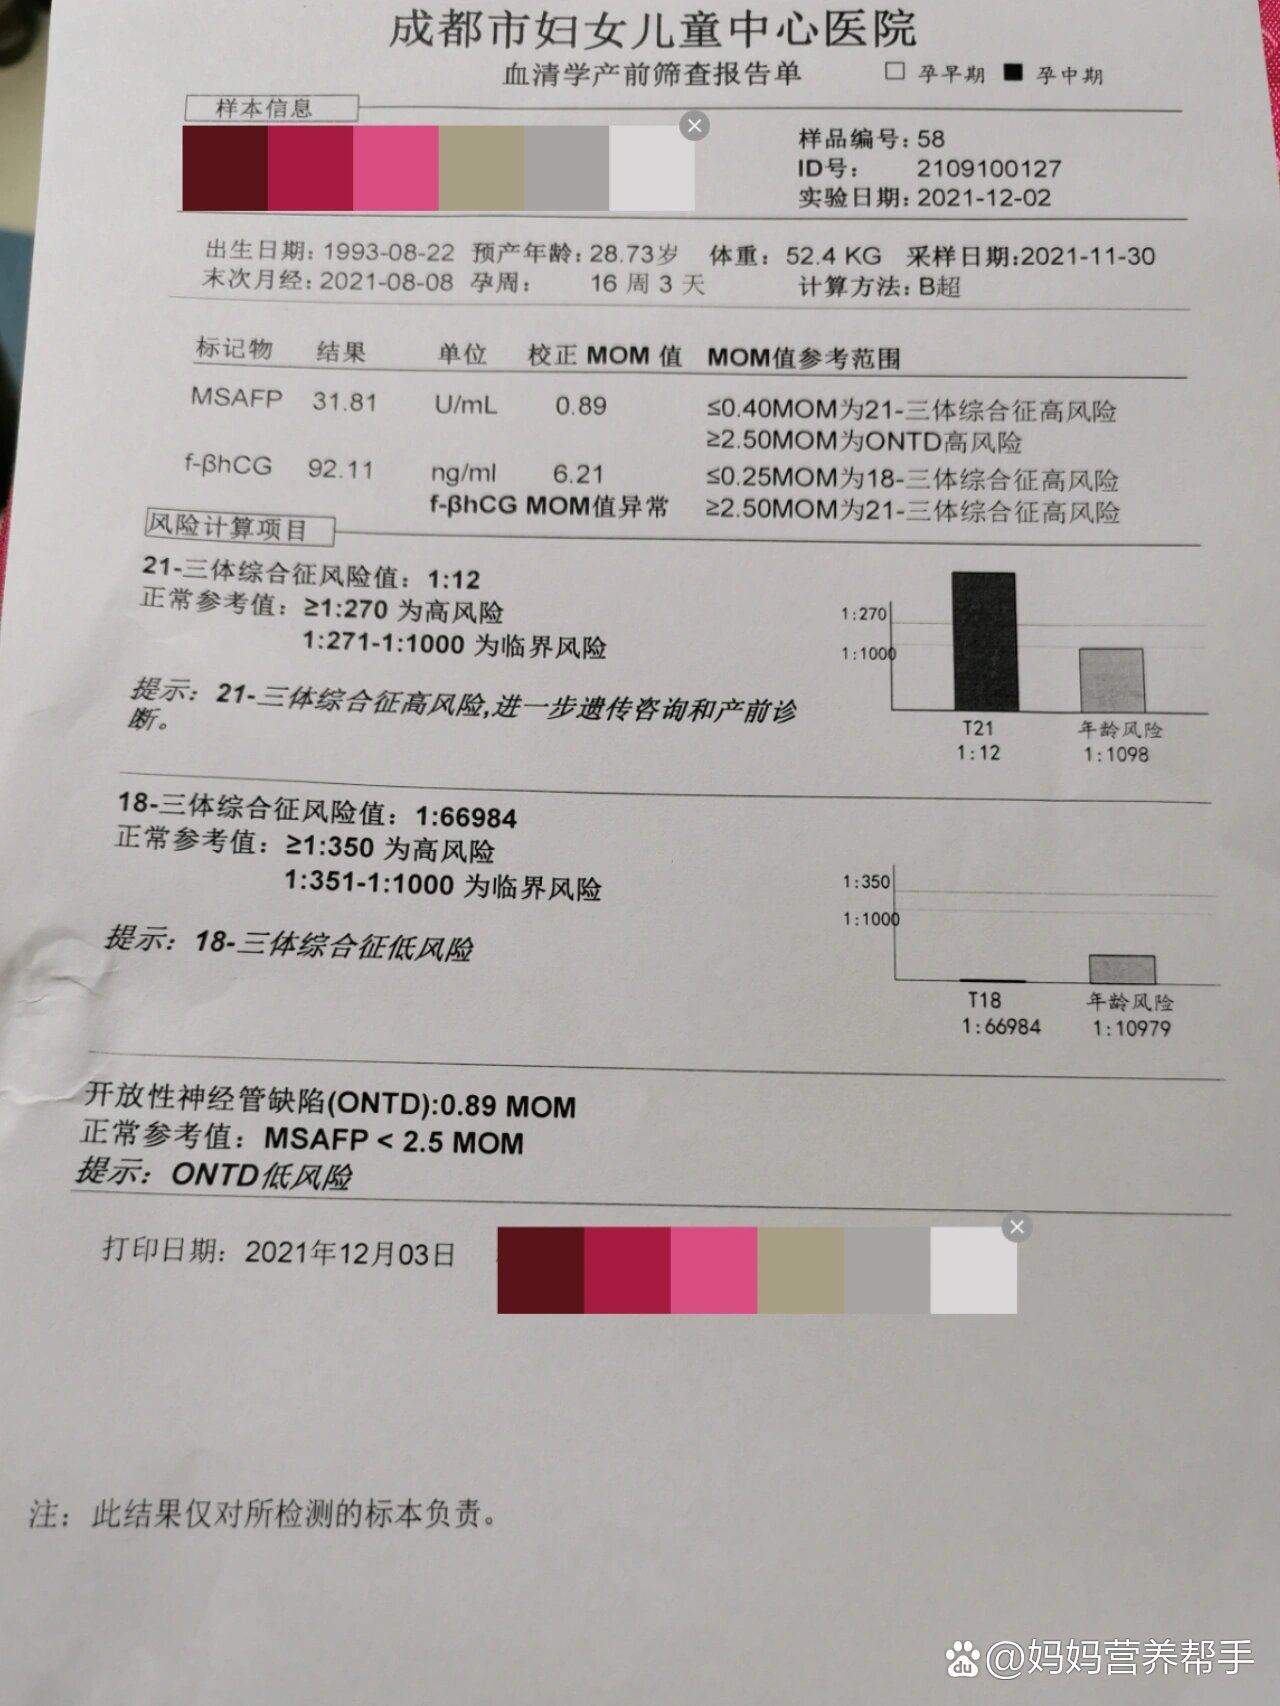 成都市妇女儿童中心医院
血清学产前筛查报告单 □ 孕早期 ■ 孕中期
样本信息
样品编号: 58
ID号: 2109100127
实验日期: 2021-12-02
出生日期: 1993-08-22 预产年龄: 28.73岁 体重: 52.4 KG 采样日期:2021-11-30
末次月经: 2021-08-08 孕周: 16 周 3 天 计算方法: B超
标记物 结果 单位 校正 MOM 值 MOM值参考范围
MSAFP 31.81 U/mL 0.89 ≤0.40MOM为21-三体综合征高风险
≥2.50MOM为ONTD高风险
f-βhCG 92.11 ng/ml 6.21 ≤0.25MOM为18-三体综合征高风险
f-βhCG MOM值异常 ≥2.50MOM为21-三体综合征高风险
风险计算项目
21-三体综合征风险值: 1:12
正常参考值: ≥1:270 为高风险
1:271-1:1000 为临界风险
提示: 21-三体综合征高风险,进一步遗传咨询和产前诊
断。
1:270
1:1000
T21 年龄风险
1:12 1:1098
18-三体综合征风险值: 1:66984
正常参考值: ≥1:350 为高风险
1:351-1:1000 为临界风险
提示: 18-三体综合征低风险
1:350
1:1000
T18 年龄风险
1:66984 1:10979
开放性神经管缺陷(ONTD):0.89 MOM
正常参考值: MSAFP < 2.5 MOM
提示: ONTD低风险
打印日期: 2021年12月03日
注: 此结果仅对所检测的标本负责。
du @妈妈营养帮手